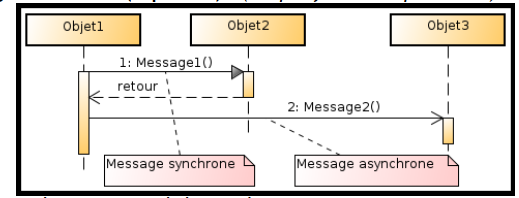 Objet1
Objet2
Objet3
1: Message1()
retour
2: Message2()
Message synchrone
Message asynchrone